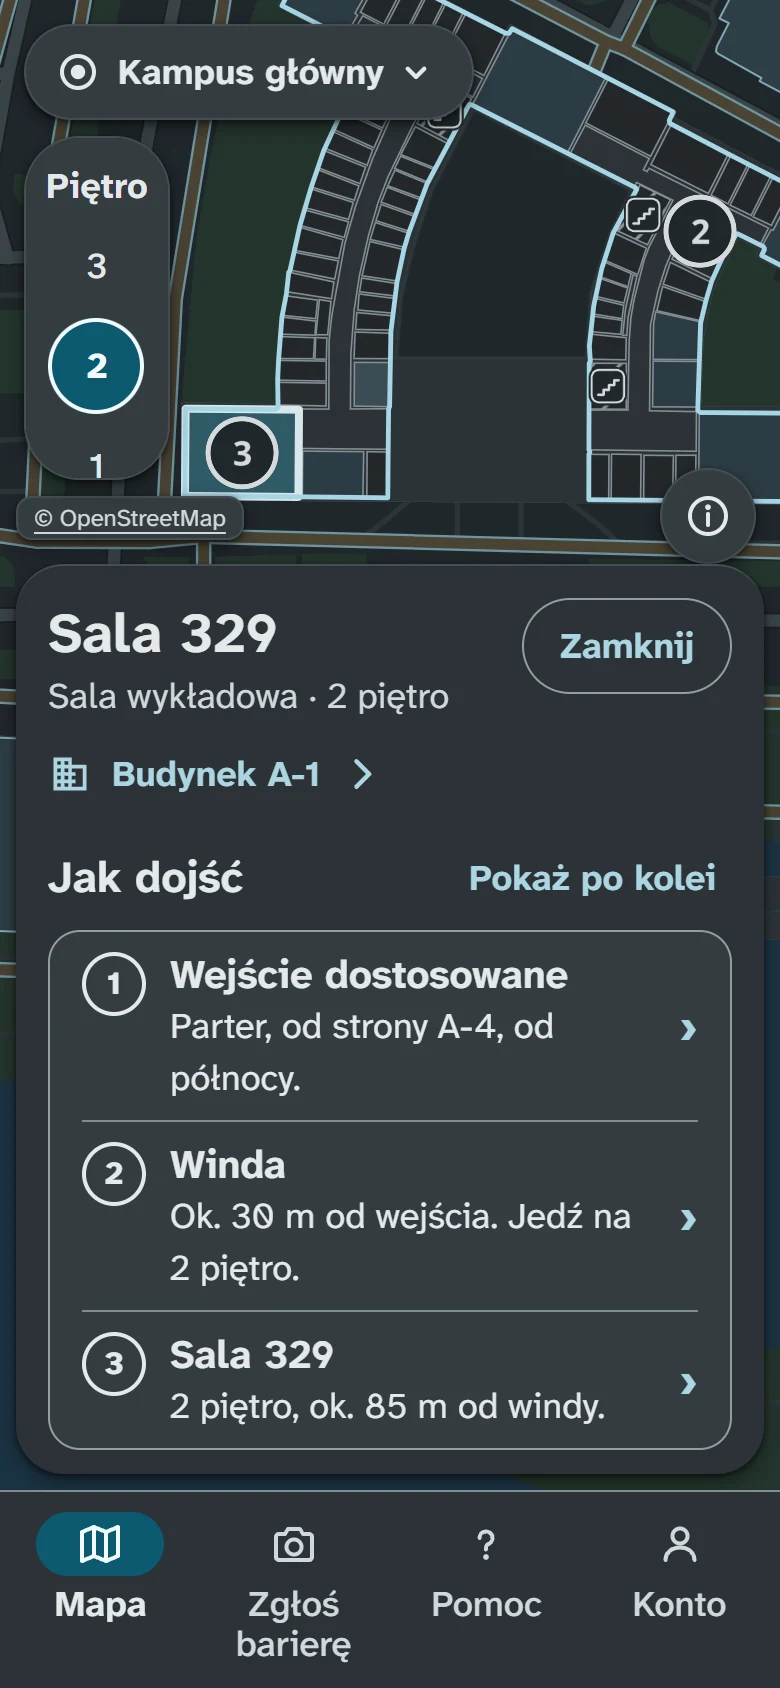 Kampus główny
Piętro
3
2
1
2
3
© OpenStreetMap
Sala 329
Zamknij
Sala wykładowa · 2 piętro
Budynek A-1
Jak dojść
Pokaż po kolei
1
Wejście dostosowane
Parter, od strony A-4, od
północy.
2
Winda
Ok. 30 m od wejścia. Jedź na
2 piętro.
3
Sala 329
2 piętro, ok. 85 m od windy.
Mapa
Zgłoś
barierę
Pomoc
Konto